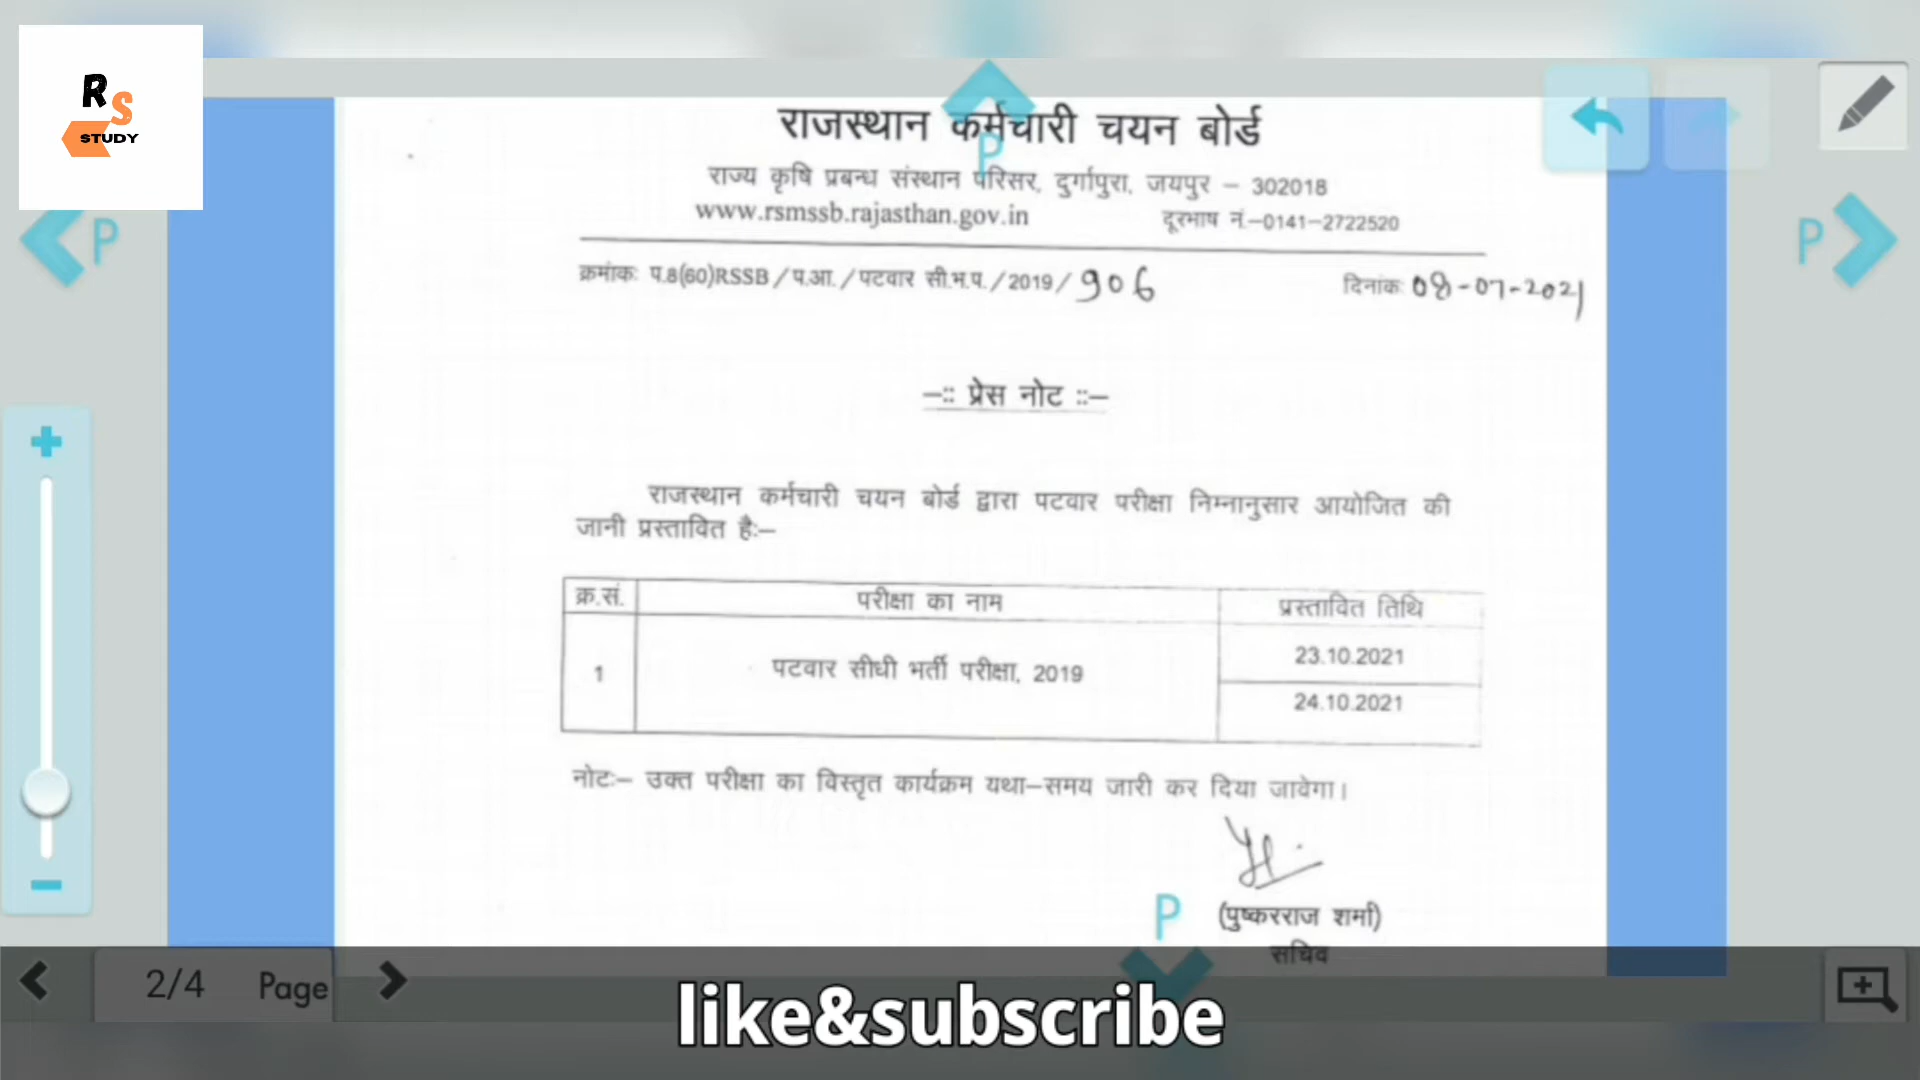 RS
STUDY
राजस्थान कर्मचारी चयन बोर्ड
राज्य कृषि प्रबन्ध संस्थान परिसर, दुर्गापुरा, जयपुर – 302018
www.rsmssb.rajasthan.gov.in दूरभाष नं.–0141–2722520
क्रमांकः प.8(60)RSSB/प.आ./पटवार सी.भ.प./2019/906 दिनांकः 08-07-2021
–:: प्रेस नोट ::–
राजस्थान कर्मचारी चयन बोर्ड द्वारा पटवार परीक्षा निम्नानुसार आयोजित की
जानी प्रस्तावित है:–
क्र.सं. परीक्षा का नाम प्रस्तावित तिथि
1 पटवार सीधी भर्ती परीक्षा, 2019 23.10.2021
24.10.2021
नोटः– उक्त परीक्षा का विस्तृत कार्यक्रम यथा–समय जारी कर दिया जावेगा।
(पुष्करराज शर्मा)
सचिव
P
P
P
P
2/4 Page
like&subscribe